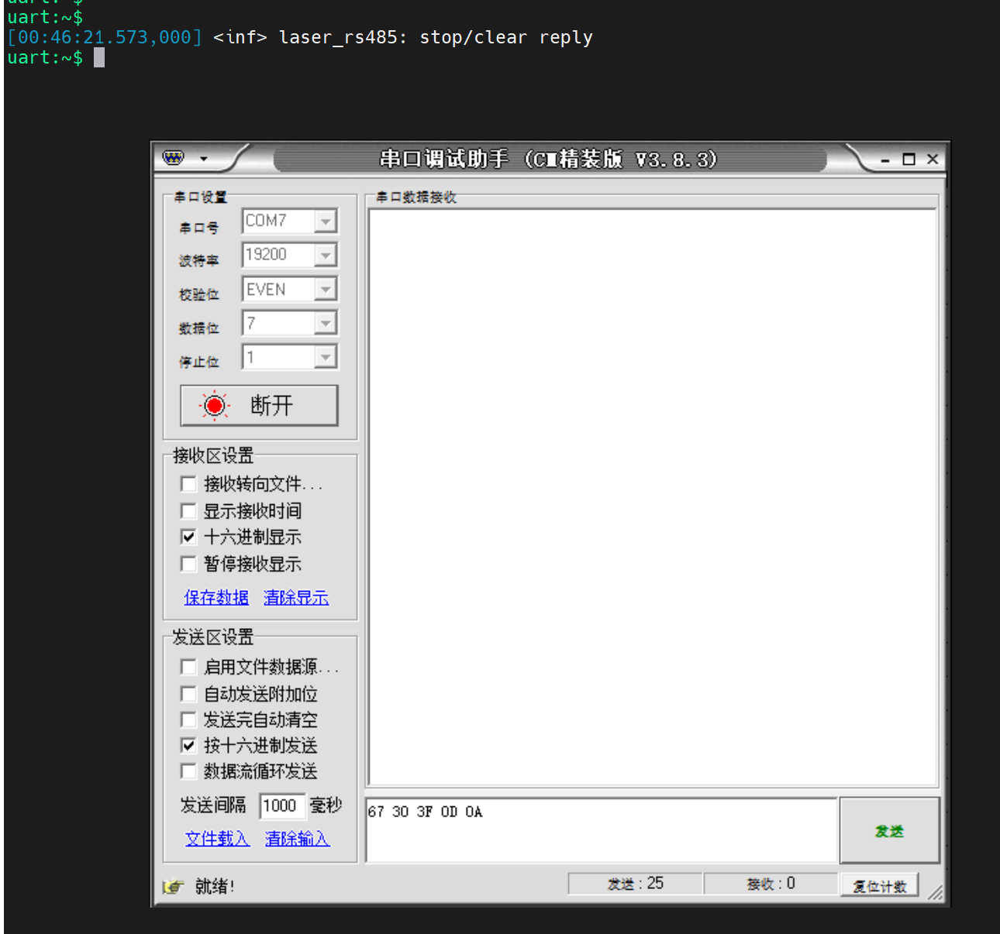 uart:~$
uart:~$
[00:46:21.573,000] <inf> laser_rs485: stop/clear reply
uart:~$
串口调试助手 (CM精装版 V3.8.3)
串口设置
串口号 COM7
波特率 19200
校验位 EVEN
数据位 7
停止位 1
断开
接收区设置
接收转向文件...
显示接收时间
十六进制显示
暂停接收显示
保存数据 清除显示
发送区设置
启用文件数据源...
自动发送附加位
发送完自动清空
按十六进制发送
数据流循环发送
发送间隔 1000 毫秒
文件载入 清除输入
串口数据接收
67 30 3F 0D 0A
发送
就绪!
发送 : 25
接收 : 0
复位计数